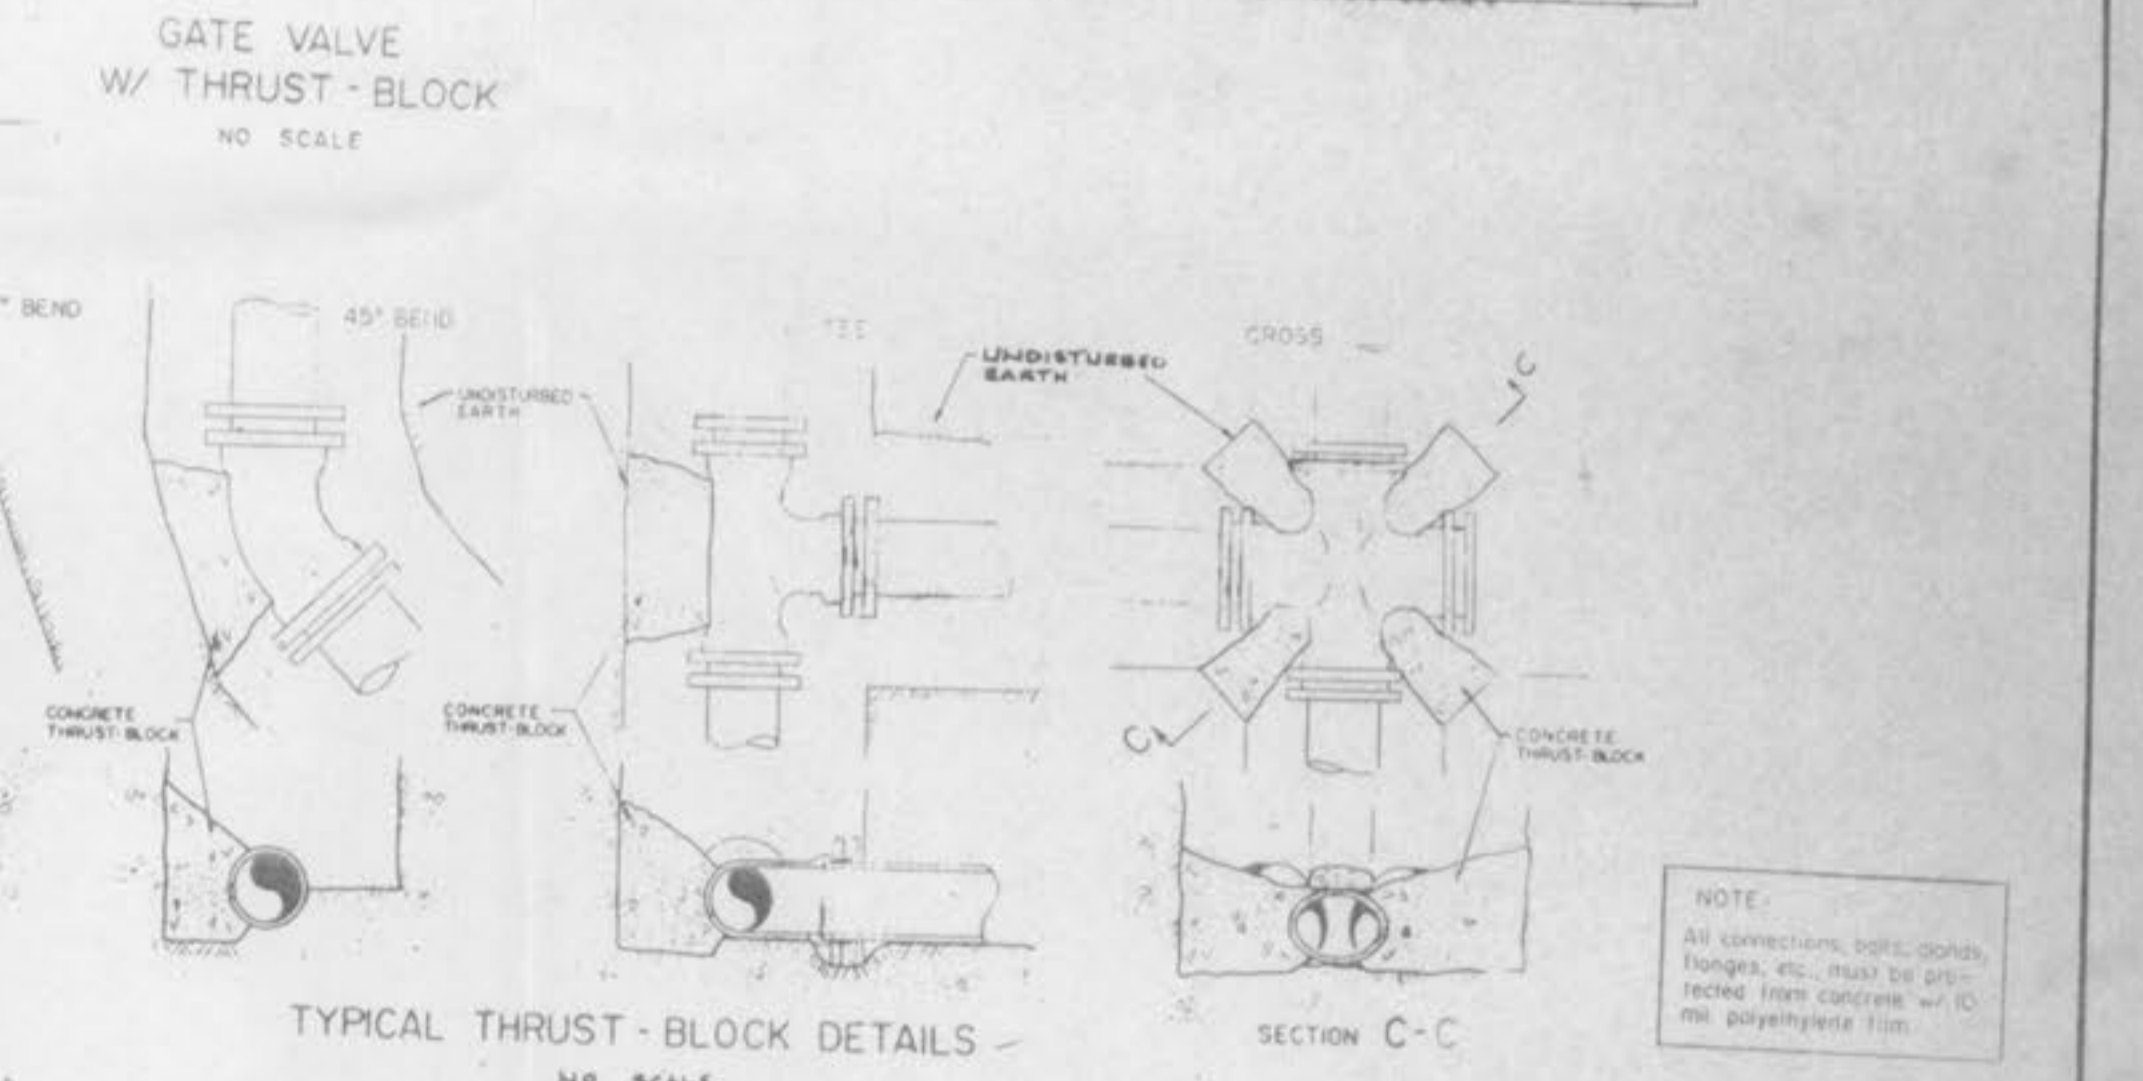 GATE VALVE
W/ THRUST - BLOCK
NO SCALE
° BEND
45° BEND
TEE
CROSS
UNDISTURBED
EARTH
UNDISTURBED
EARTH
C
CONCRETE
THRUST-BLOCK
CONCRETE
THRUST-BLOCK
C
CONCRETE
THRUST-BLOCK
NOTE:
All connections, bolts, glands,
flanges, etc., must be pro-
tected from concrete w/ 10
mil. polyethylene film
TYPICAL THRUST - BLOCK DETAILS
SECTION C-C
NO SCALE